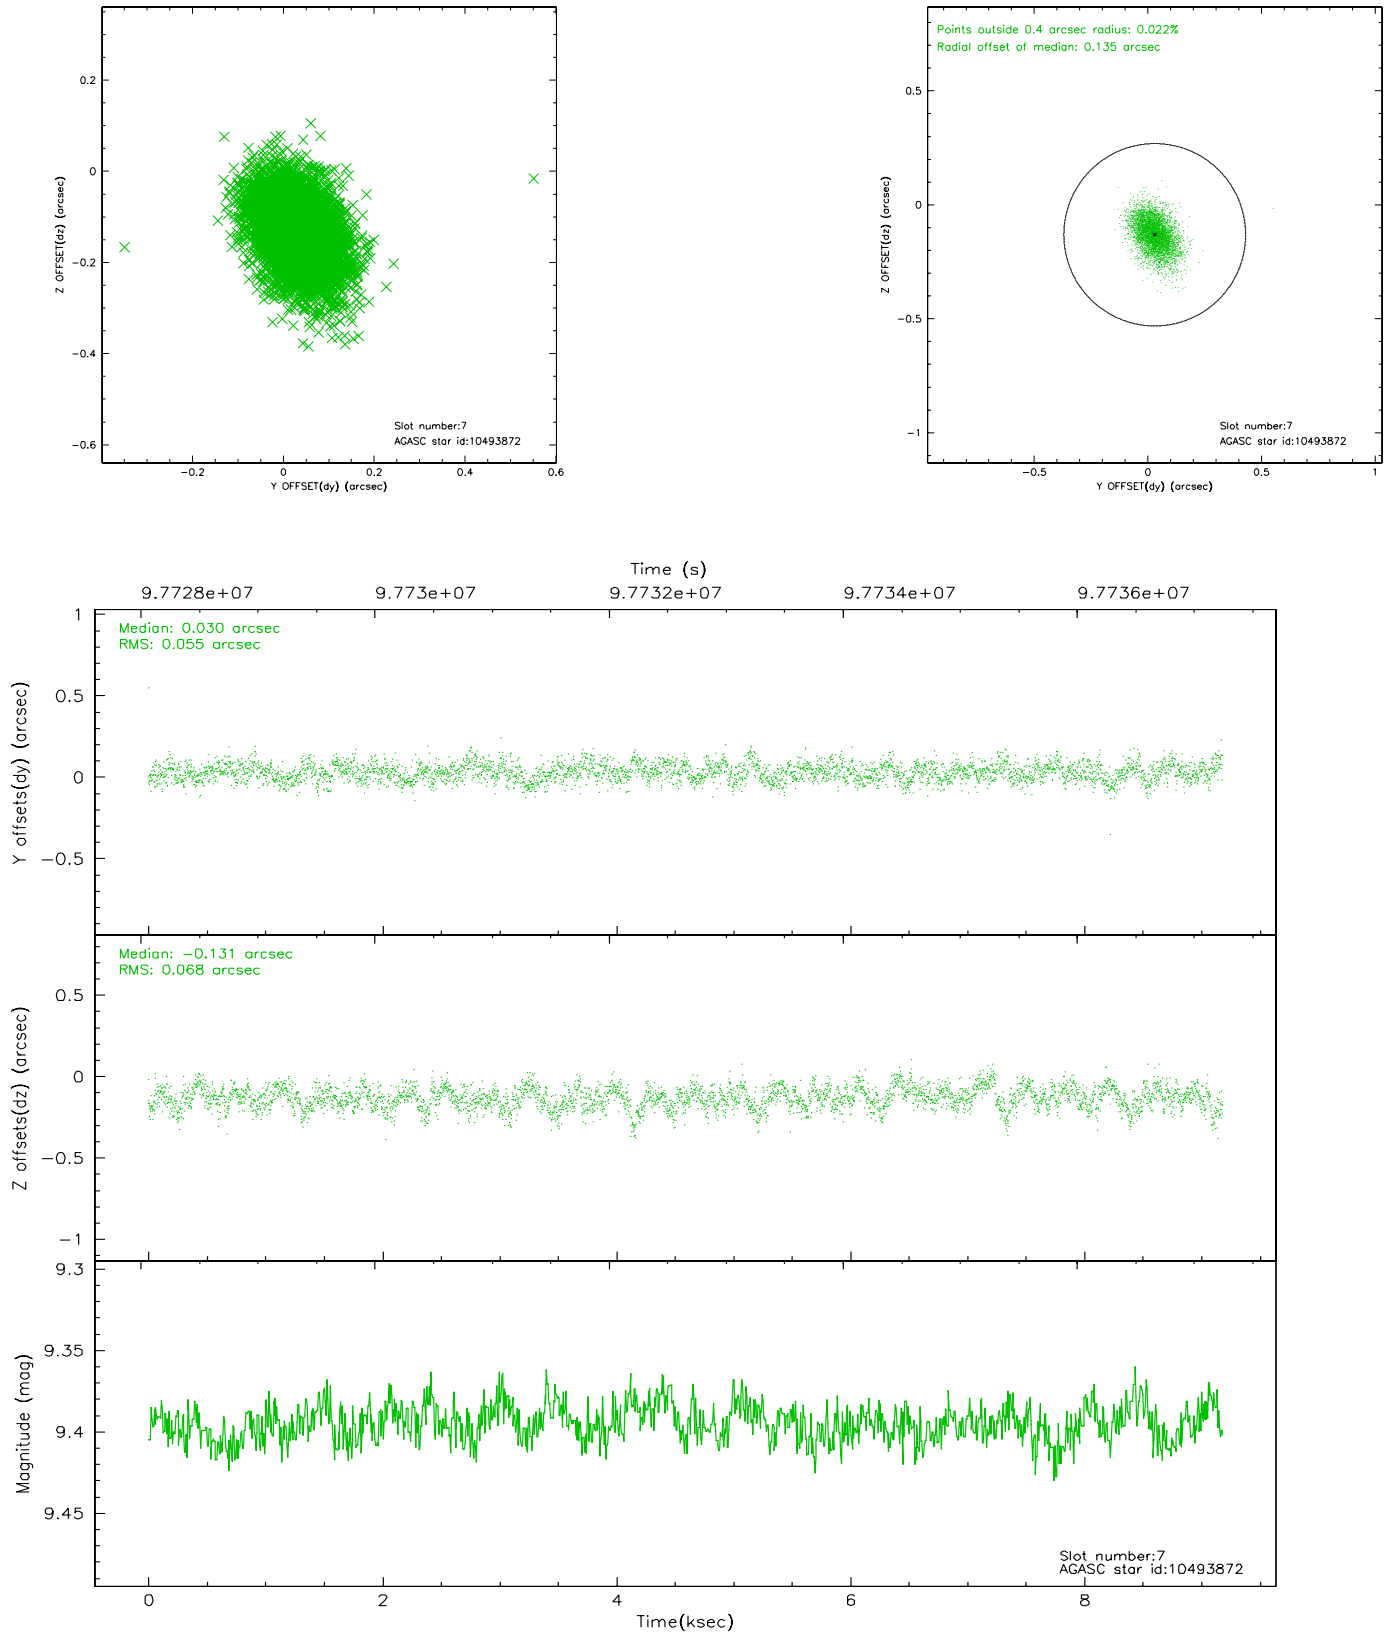 0.2
0
−0.2
−0.4
−0.6
Z OFFSET(dz) (arcsec)
Slot number:7
AGASC star id:10493872
−0.2 0 0.2 0.4 0.6
Y OFFSET(dy) (arcsec)
Points outside 0.4 arcsec radius: 0.022%
Radial offset of median: 0.135 arcsec
0.5
0
−0.5
−1
Z OFFSET(dz) (arcsec)
Slot number:7
AGASC star id:10493872
−0.5 0 0.5 1
Y OFFSET(dy) (arcsec)
Time (s)
9.7728e+07 9.773e+07 9.7732e+07 9.7734e+07 9.7736e+07
Median: 0.030 arcsec
RMS: 0.055 arcsec
1
0.5
0
−0.5
Y offsets(dy) (arcsec)
Median: −0.131 arcsec
RMS: 0.068 arcsec
0.5
0
−0.5
−1
Z offsets(dz) (arcsec)
9.3
9.35
9.4
9.45
Magnitude (mag)
Slot number:7
AGASC star id:10493872
0 2 4 6 8
Time(ksec)